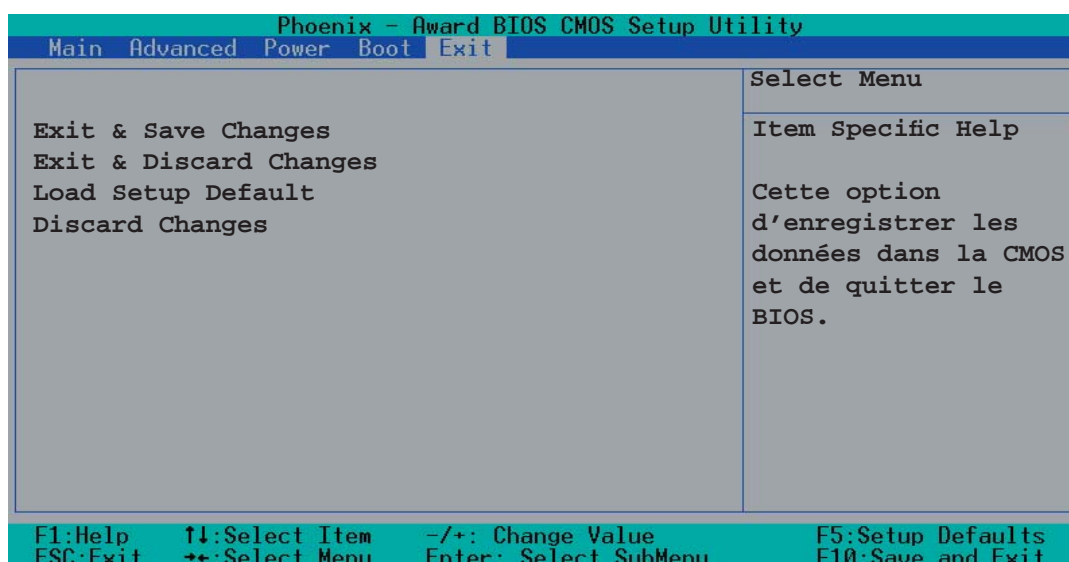 Phoenix - Award BIOS CMOS Setup Utility
Main Advanced Power Boot Exit
Select Menu
Exit & Save Changes
Exit & Discard Changes
Load Setup Default
Discard Changes
Item Specific Help
Cette option
d'enregistrer les
données dans la CMOS
et de quitter le
BIOS.
F1:Help ↑↓:Select Item -/+: Change Value F5:Setup Defaults
ESC:Exit →←:Select Menu Enter: Select SubMenu F10:Save and Exit